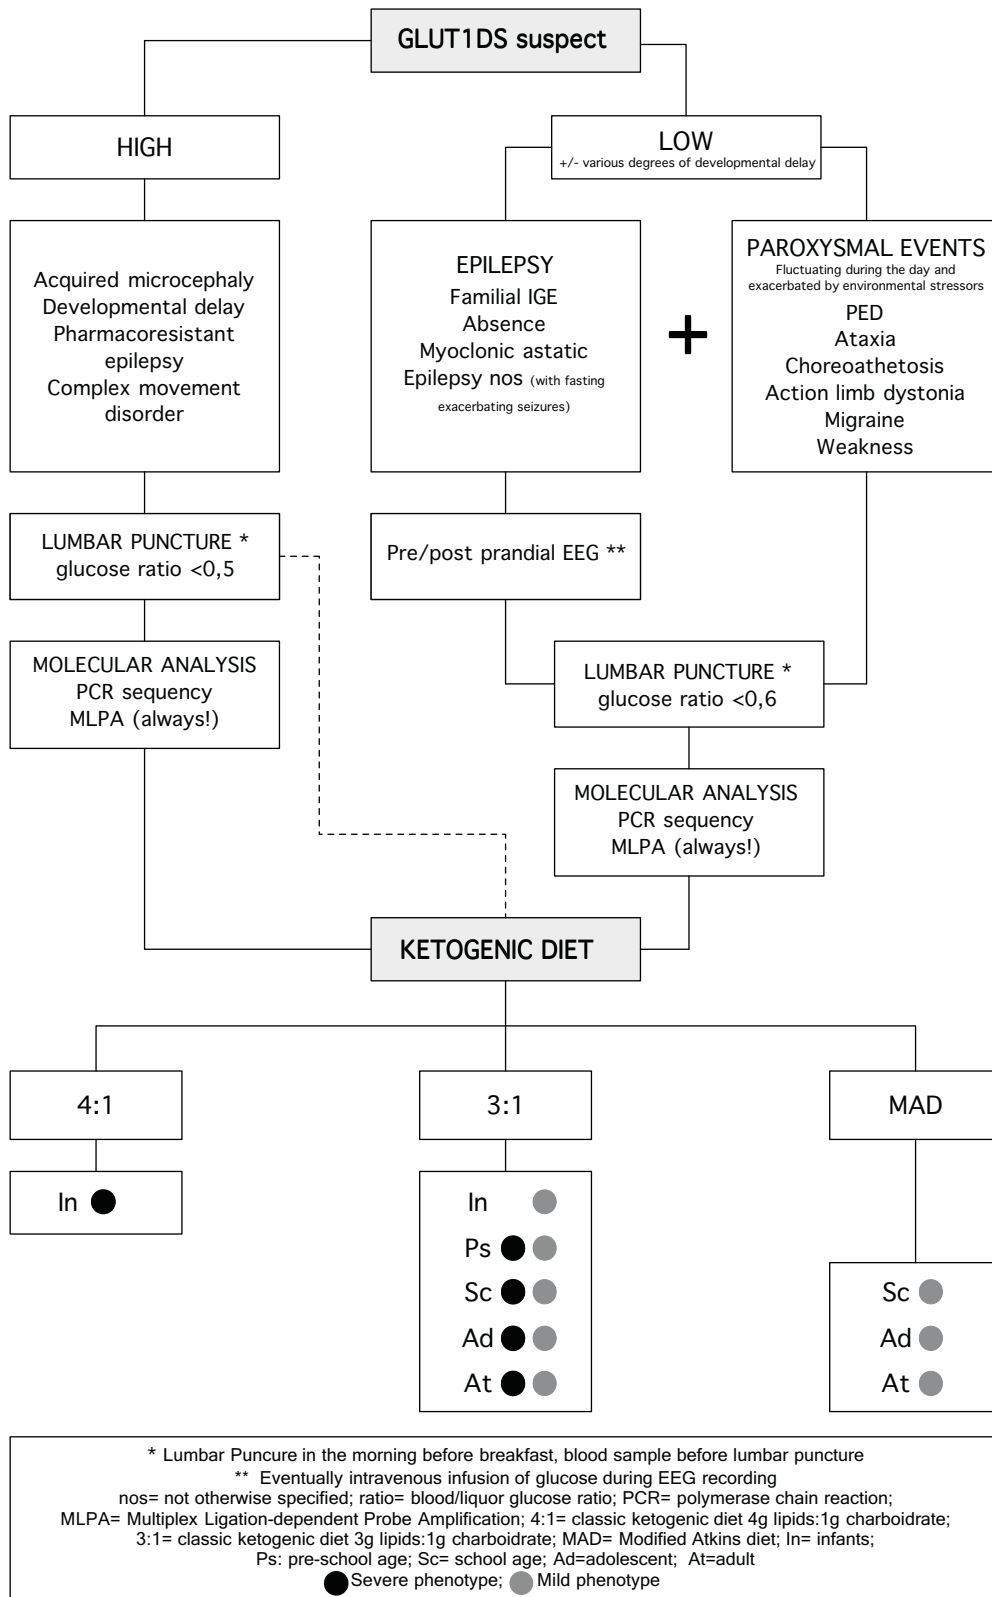 GLUT1DS suspect
HIGH
LOW
+/- various degrees of developmental delay
Acquired microcephaly
Developmental delay
Pharmacoresistant
epilepsy
Complex movement
disorder
EPILEPSY
Familial IGE
Absence
Myoclonic astatic
Epilepsy nos (with fasting
exacerbating seizures)
+
PAROXYSMAL EVENTS
Fluctuating during the day and
exacerbated by environmental stressors
PED
Ataxia
Choreoathetosis
Action limb dystonia
Migraine
Weakness
LUMBAR PUNCTURE *
glucose ratio <0,5
Pre/post prandial EEG **
MOLECULAR ANALYSIS
PCR sequency
MLPA (always!)
LUMBAR PUNCTURE *
glucose ratio <0,6
MOLECULAR ANALYSIS
PCR sequency
MLPA (always!)
KETOGENIC DIET
4:1
3:1
MAD
In
In
Ps
Sc
Ad
At
Sc
Ad
At
* Lumbar Puncure in the morning before breakfast, blood sample before lumbar puncture
** Eventually intravenous infusion of glucose during EEG recording
nos= not otherwise specified; ratio= blood/liquor glucose ratio; PCR= polymerase chain reaction;
MLPA= Multiplex Ligation-dependent Probe Amplification; 4:1= classic ketogenic diet 4g lipids:1g charboidrate;
3:1= classic ketogenic diet 3g lipids:1g charboidrate; MAD= Modified Atkins diet; In= infants;
Ps: pre-school age; Sc= school age; Ad=adolescent; At=adult
Severe phenotype; Mild phenotype